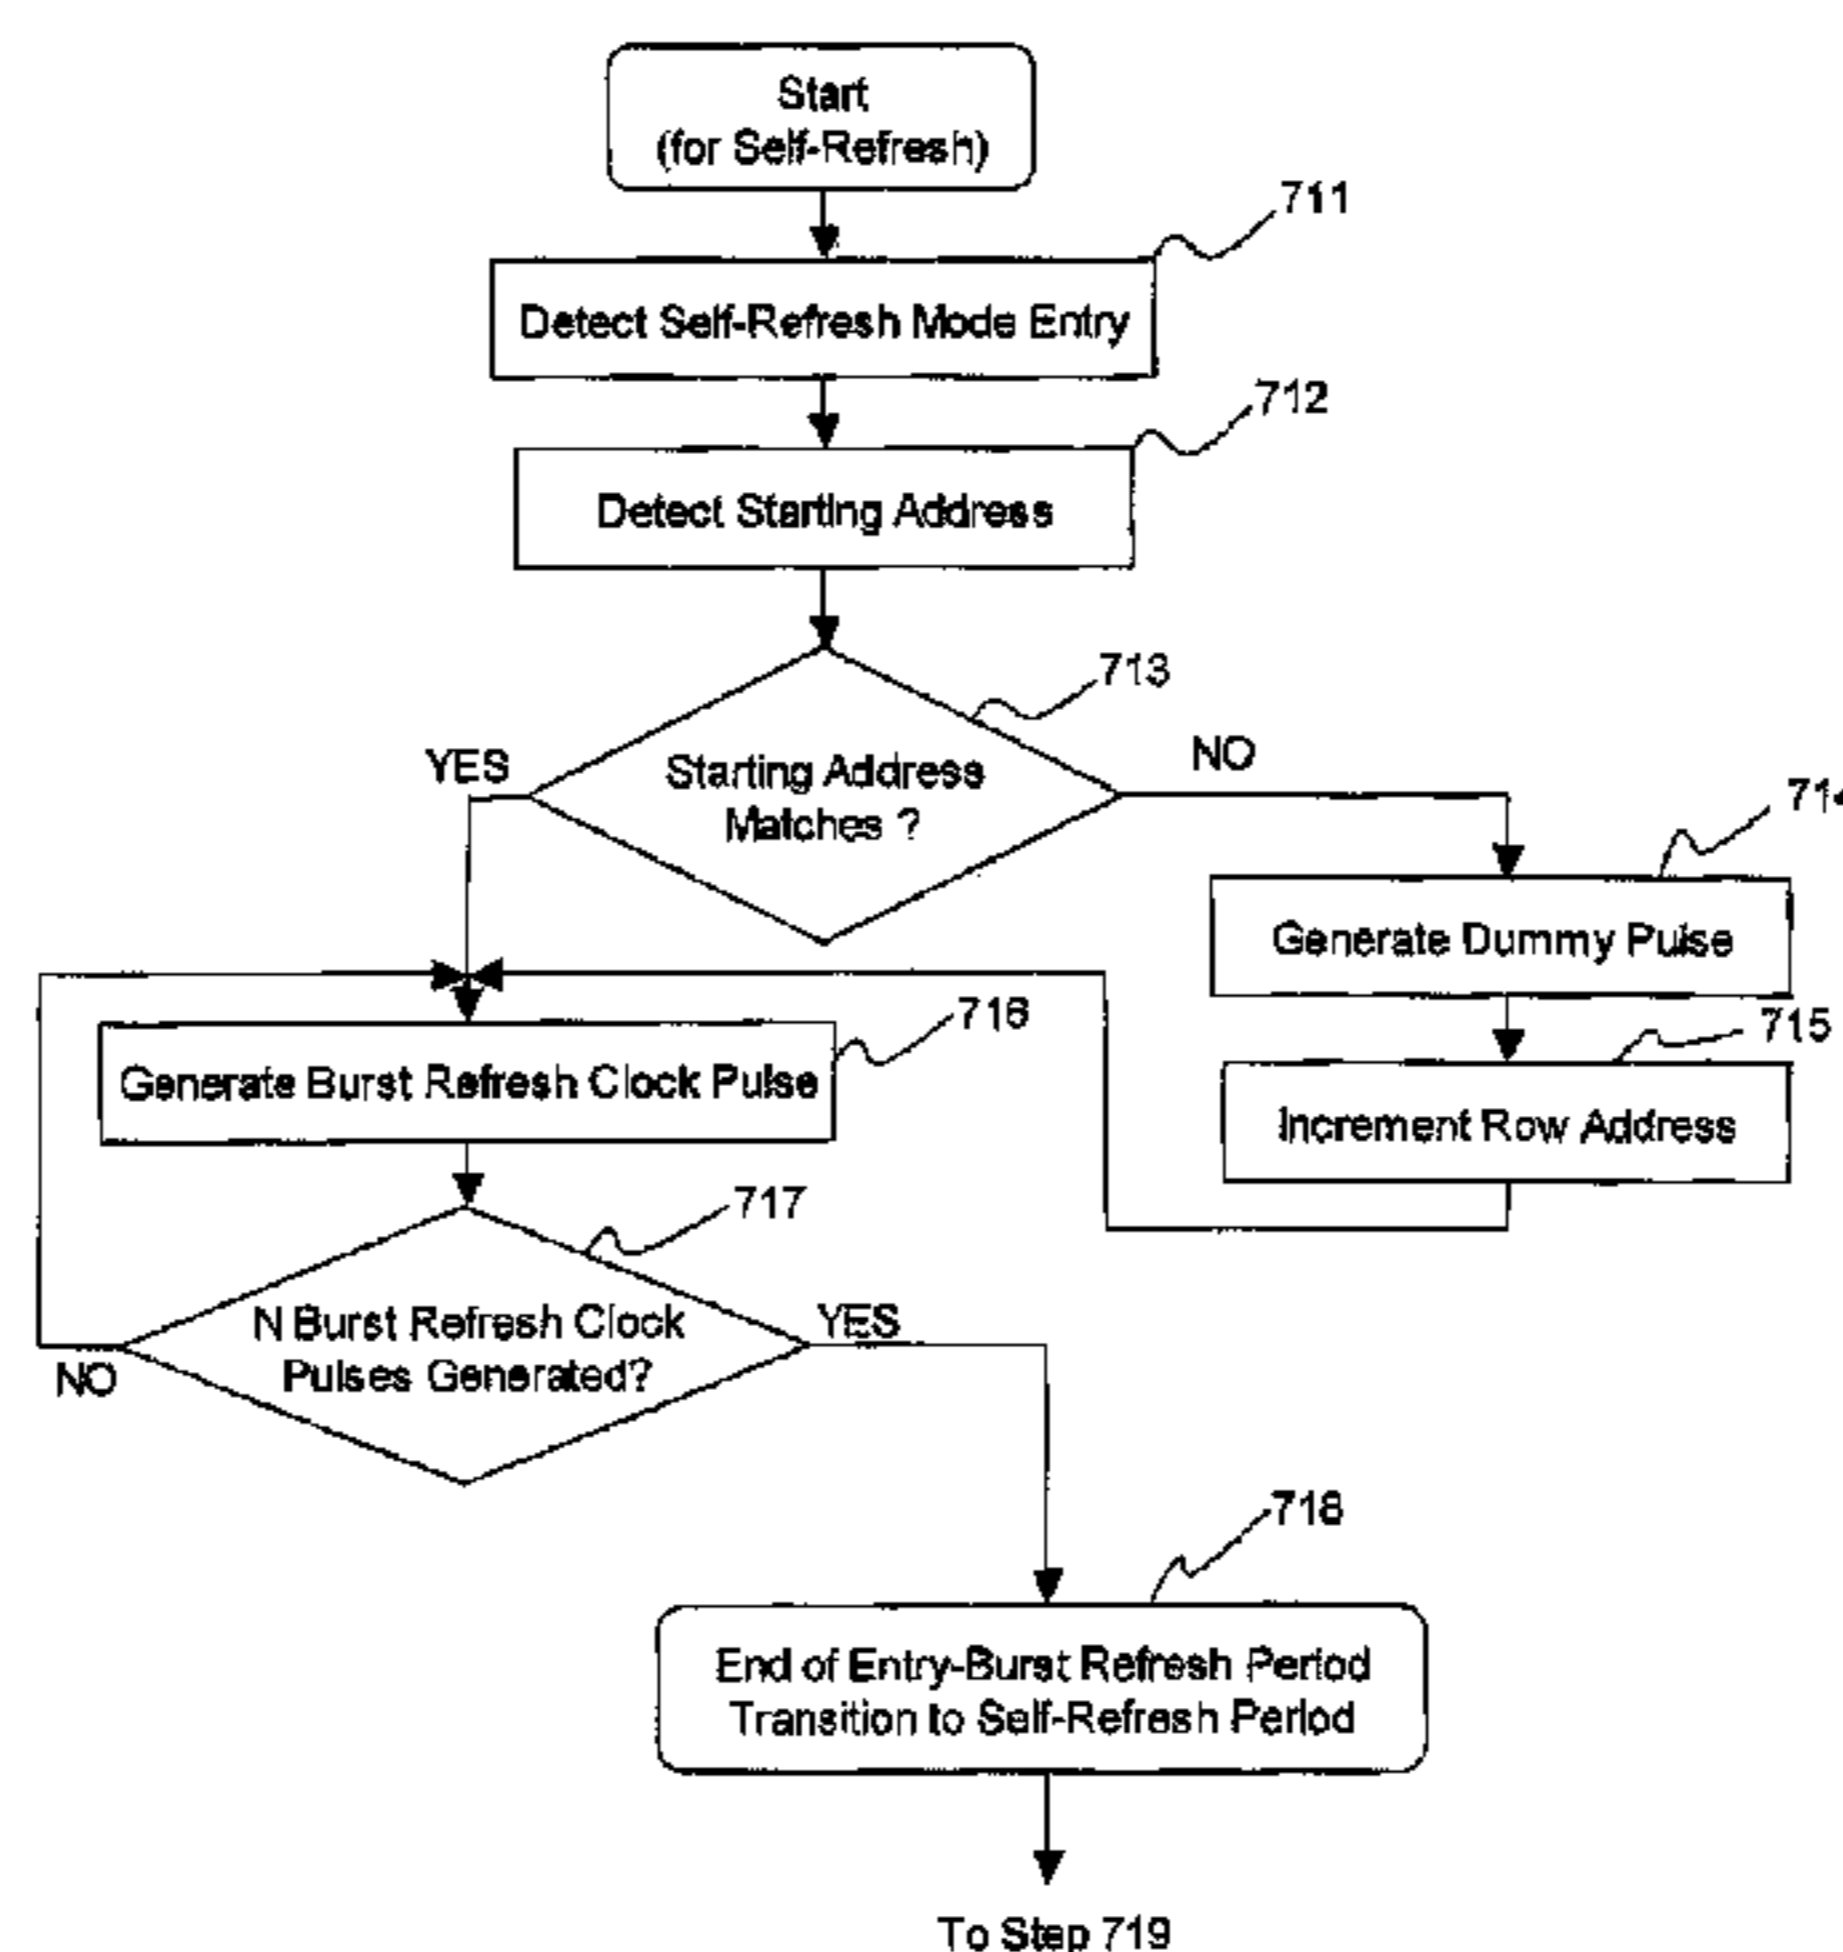 Start
(for Self-Refresh)
711
Detect Self-Refresh Mode Entry
712
Detect Starting Address
713
YES
NO
Starting Address
Matches ?
714
Generate Dummy Pulse
716
715
Generate Burst Refresh Clock Pulse
Increment Row Address
717
N Burst Refresh Clock
Pulses Generated?
YES
NO
718
End of Entry-Burst Refresh Period
Transition to Self-Refresh Period
To Step 719